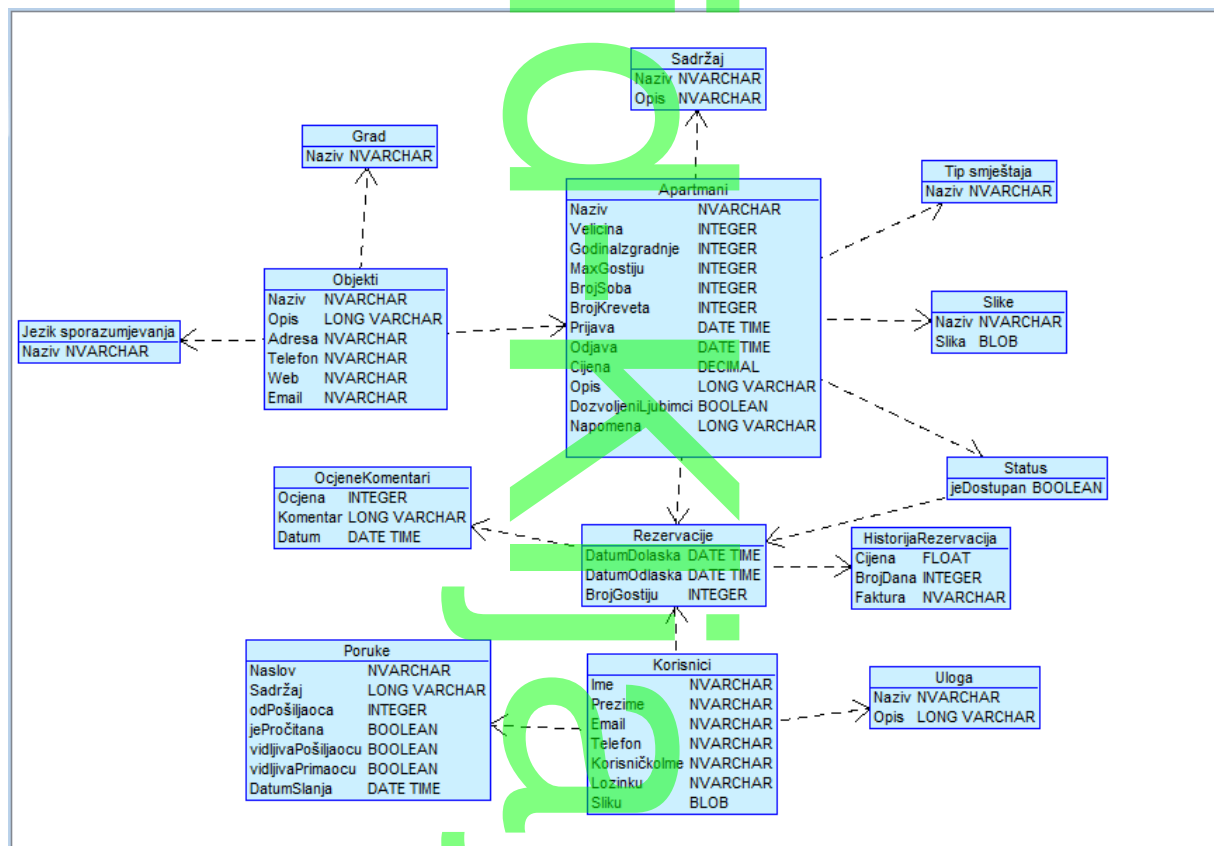 Sadržaj
Naziv NVARCHAR
Opis NVARCHAR
Grad
Naziv NVARCHAR
Apartmani
Naziv NVARCHAR
Velicina INTEGER
GodinaIzgradnje INTEGER
MaxGostiju INTEGER
BrojSoba INTEGER
BrojKreveta INTEGER
Prijava DATE TIME
Odjava DATE TIME
Cijena DECIMAL
Opis LONG VARCHAR
DozvoljeniLjubimci BOOLEAN
Napomena LONG VARCHAR
Tip smještaja
Naziv NVARCHAR
Objekti
Naziv NVARCHAR
Opis LONG VARCHAR
Adresa NVARCHAR
Telefon NVARCHAR
Web NVARCHAR
Email NVARCHAR
Jezik sporazumjevanja
Naziv NVARCHAR
Slike
Naziv NVARCHAR
Slika BLOB
Status
jeDostupan BOOLEAN
OcjeneKomentari
Ocjena INTEGER
Komentar LONG VARCHAR
Datum DATE TIME
Rezervacije
DatumDolaska DATE TIME
DatumOdlaska DATE TIME
BrojGostiju INTEGER
HistorijaRezervacija
Cijena FLOAT
BrojDana INTEGER
Faktura NVARCHAR
Poruke
Naslov NVARCHAR
Sadržaj LONG VARCHAR
odPošiljaoca INTEGER
jePročitana BOOLEAN
vidljivaPošiljaocu BOOLEAN
vidljivaPrimaocu BOOLEAN
DatumSlanja DATE TIME
Korisnici
Ime NVARCHAR
Prezime NVARCHAR
Email NVARCHAR
Telefon NVARCHAR
KorisničkoIme NVARCHAR
Lozinku NVARCHAR
Sliku BLOB
Uloga
Naziv NVARCHAR
Opis LONG VARCHAR